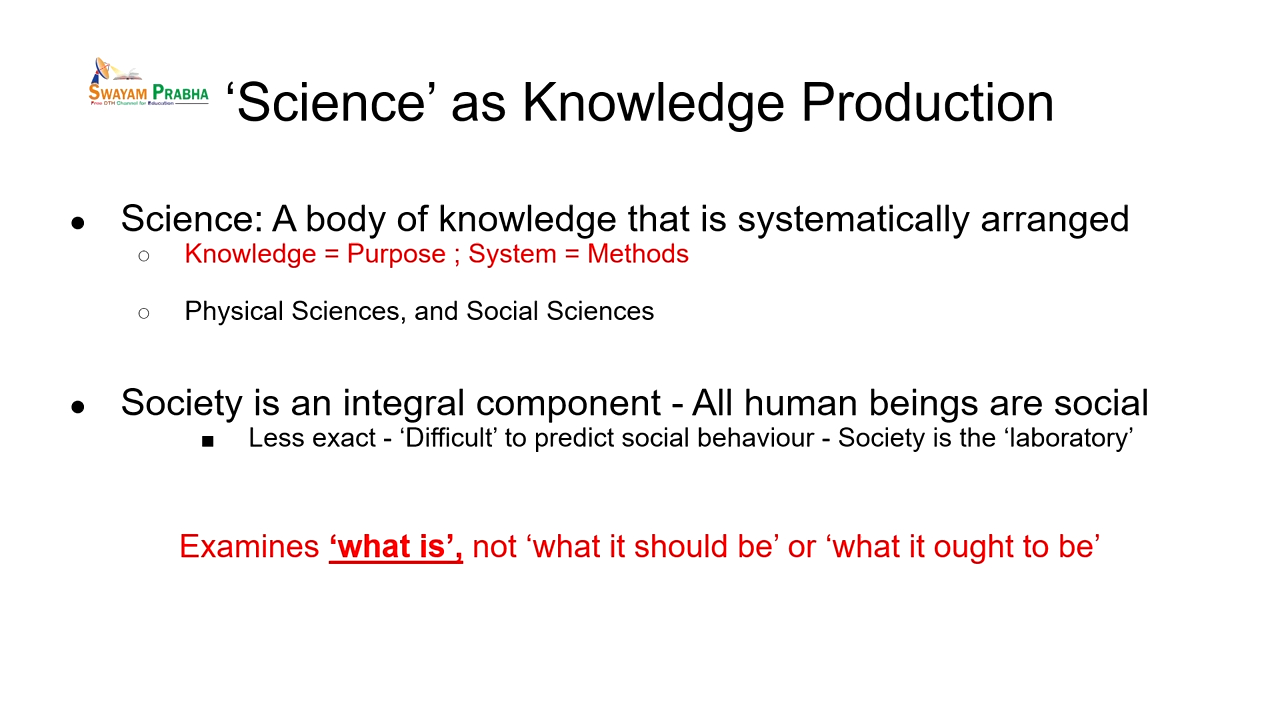 SWAYAM PRABHA
Free DTH Channel for Education
‘Science’ as Knowledge Production
● Science: A body of knowledge that is systematically arranged
○ Knowledge = Purpose ; System = Methods
○ Physical Sciences, and Social Sciences
● Society is an integral component - All human beings are social
■ Less exact - ‘Difficult’ to predict social behaviour - Society is the ‘laboratory’
Examines ‘what is’, not ‘what it should be’ or ‘what it ought to be’